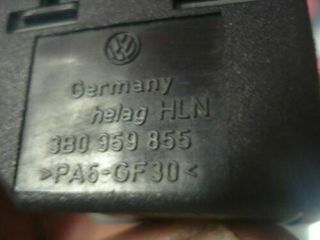 Germany
helag HLN
3B0 959 855
>PA6-GF30<